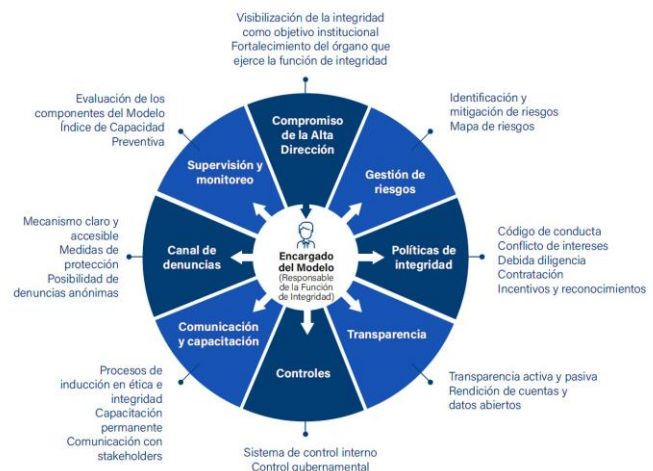 Visibilización de la integridad
como objetivo institucional
Fortalecimiento del órgano que
ejerce la función de integridad
Compromiso
de la Alta
Dirección
Identificación y
mitigación de riesgos
Mapa de riesgos
Gestión de
riesgos
Código de conducta
Conflicto de intereses
Debida diligencia
Contratación
Incentivos y reconocimientos
Políticas de
integridad
Transparencia activa y pasiva
Rendición de cuentas y
datos abiertos
Transparencia
Sistema de control interno
Control gubernamental
Controles
Procesos de
inducción en ética e
integridad
Capacitación
permanente
Comunicación con
stakeholders
Comunicación
y capacitación
Mecanismo claro y
accesible
Medidas de
protección
Posibilidad de
denuncias anónimas
Canal de
denuncias
Evaluación de los
componentes del Modelo
Índice de Capacidad
Preventiva
Supervisión y
monitoreo
Encargado
del Modelo
(Responsable
de la Función
de Integridad)